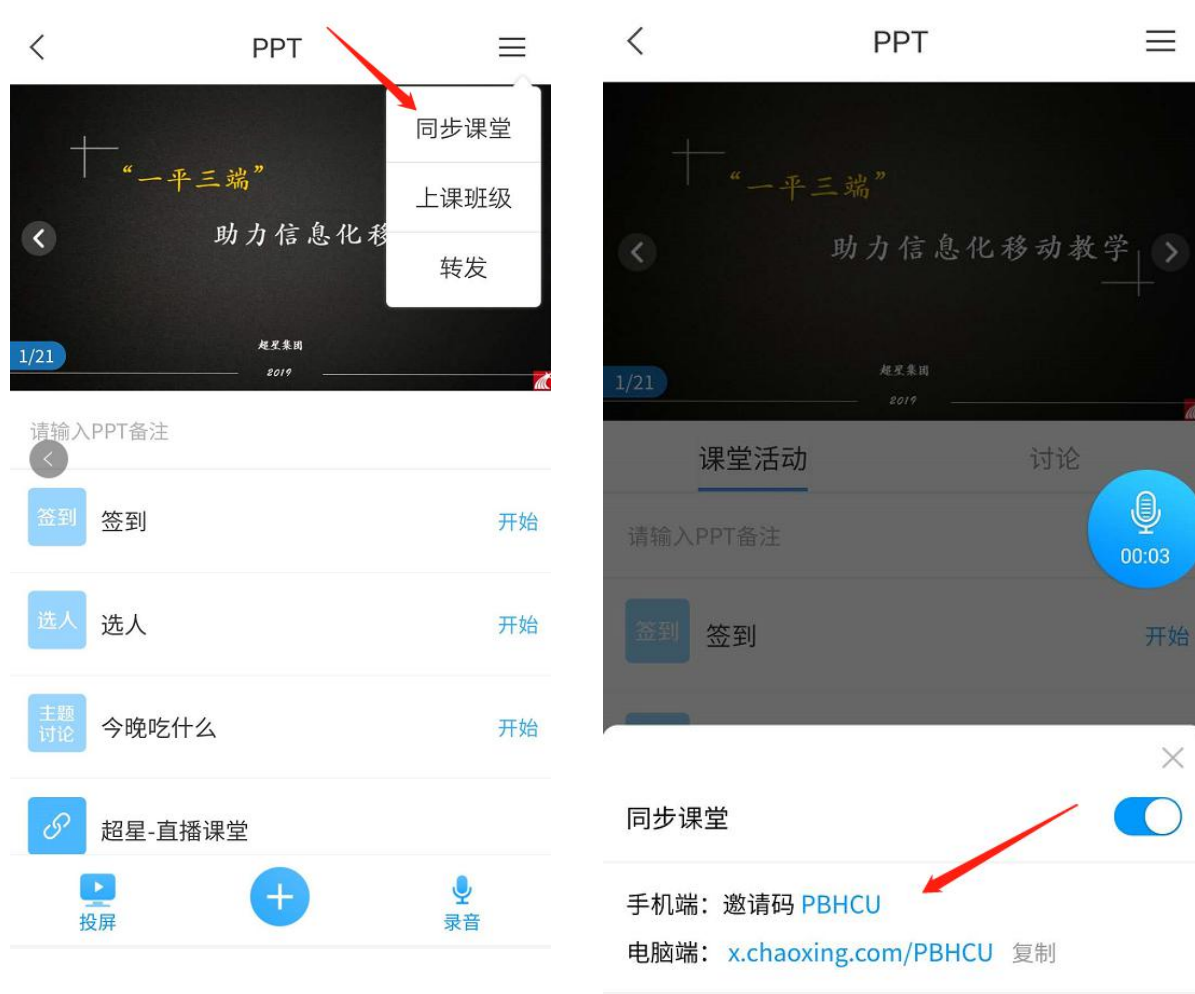 PPT
同步课堂
上课班级
转发
“一平三端”
助力信息化移
超星集团
2019
1/21
请输入PPT备注
签到 签到 开始
选人 选人 开始
主题
讨论
今晚吃什么 开始
超星-直播课堂
投屏 录音
PPT
“一平三端”
助力信息化移动教学
超星集团
2019
1/21
课堂活动 讨论
00:03
请输入PPT备注
签到 签到 开始
同步课堂
手机端：邀请码 PBHCU
电脑端： x.chaoxing.com/PBHCU 复制